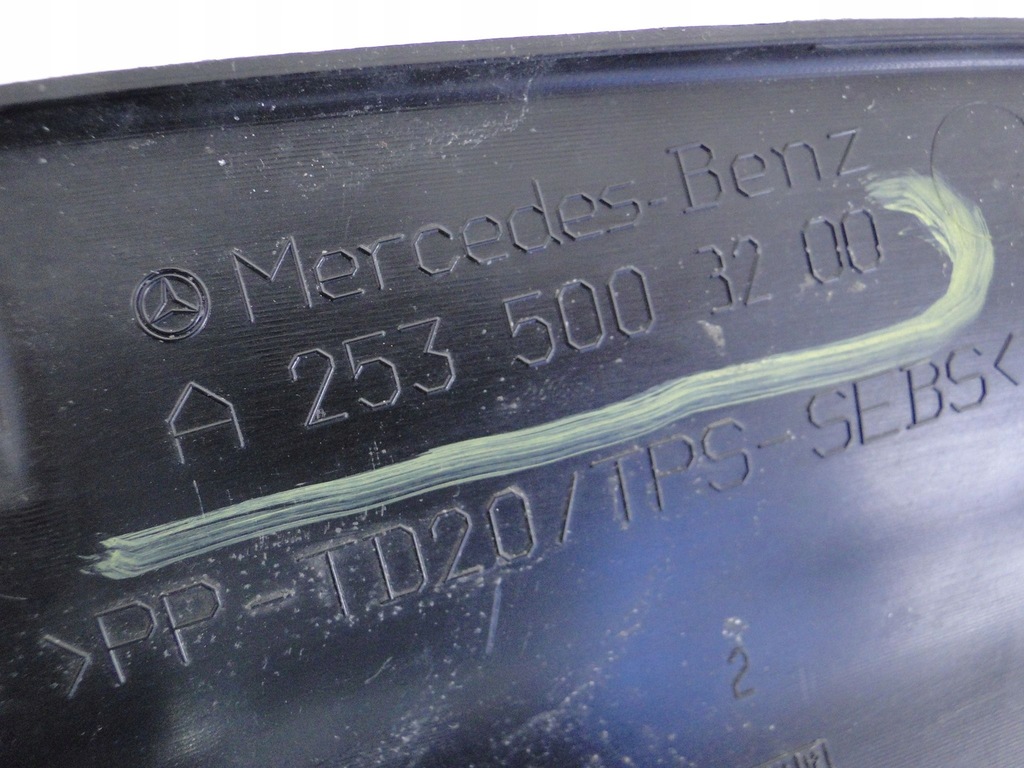 Mercedes-Benz
A 253 500 32 00
>PP-TD20/TPS-SEBS<
2